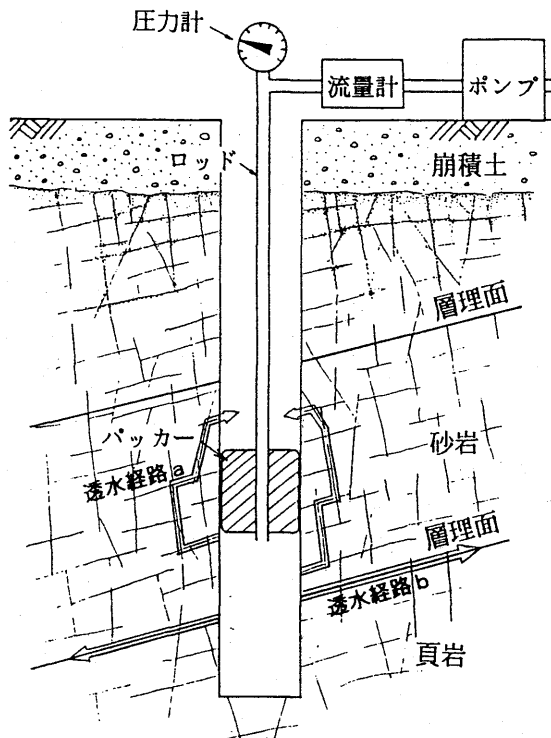 圧力計
流量計
ポンプ
ロッド
崩積土
層理面
砂岩
パッカー
透水経路a
層理面
透水経路b
頁岩